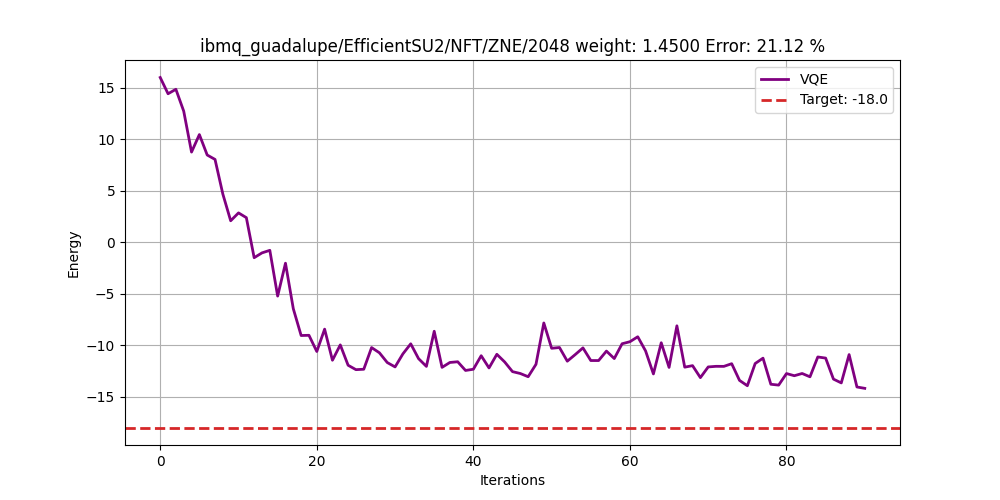 ibmq_guadalupe/EfficientSU2/NFT/ZNE/2048 weight: 1.4500 Error: 21.12 %
VQE
Target: -18.0
15
10
5
0
−5
−10
−15
Energy
0 20 40 60 80
Iterations